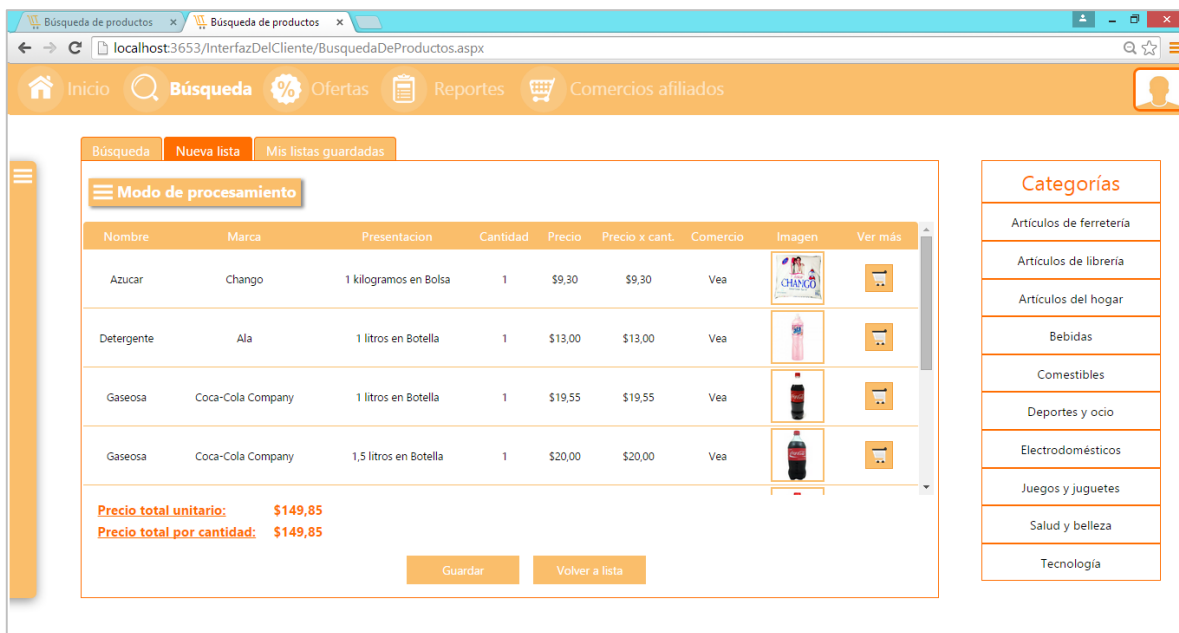 Búsqueda de productos × Búsqueda de productos ×
localhost:3653/InterfazDelCliente/BusquedaDeProductos.aspx
Inicio Búsqueda % Ofertas Reportes Comercios afiliados
Búsqueda Nueva lista Mis listas guardadas
Modo de procesamiento
Nombre Marca Presentacion Cantidad Precio Precio x cant. Comercio Imagen Ver más
Azucar Chango 1 kilogramos en Bolsa 1 $9,30 $9,30 Vea CHANGO
Detergente Ala 1 litros en Botella 1 $13,00 $13,00 Vea
Gaseosa Coca-Cola Company 1 litros en Botella 1 $19,55 $19,55 Vea
Gaseosa Coca-Cola Company 1,5 litros en Botella 1 $20,00 $20,00 Vea
Precio total unitario: $149,85
Precio total por cantidad: $149,85
Guardar Volver a lista
Categorías
Artículos de ferretería
Artículos de librería
Artículos del hogar
Bebidas
Comestibles
Deportes y ocio
Electrodomésticos
Juegos y juguetes
Salud y belleza
Tecnología